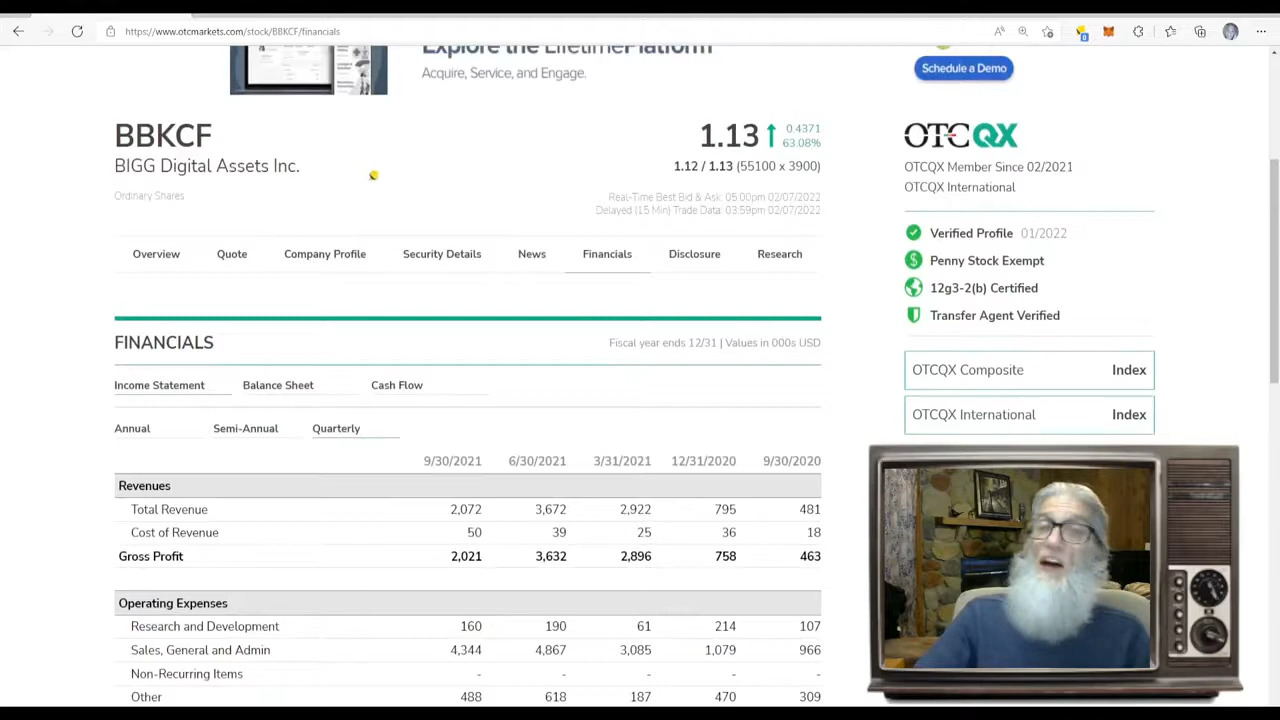 https://www.otcmarkets.com/stock/BBKCF/financials
Explore the LifetimePlatform
Acquire, Service, and Engage.
Schedule a Demo
BBKCF
BIGG Digital Assets Inc.
Ordinary Shares
1.13
0.4371
63.08%
1.12 / 1.13 (55100 x 3900)
Real-Time Best Bid & Ask: 05:00pm 02/07/2022
Delayed (15 Min) Trade Data: 03:59pm 02/07/2022
OTCQX
OTCQX Member Since 02/2021
OTCQX International
Verified Profile 01/2022
Penny Stock Exempt
12g3-2(b) Certified
Transfer Agent Verified
OTCQX Composite Index
OTCQX International Index
Overview Quote Company Profile Security Details News Financials Disclosure Research
FINANCIALS Fiscal year ends 12/31 | Values in 000s USD
Income Statement Balance Sheet Cash Flow
Annual Semi-Annual Quarterly
9/30/2021 6/30/2021 3/31/2021 12/31/2020 9/30/2020
Revenues
Total Revenue 2,072 3,672 2,922 795 481
Cost of Revenue 50 39 25 36 18
Gross Profit 2,021 3,632 2,896 758 463
Operating Expenses
Research and Development 160 190 61 214 107
Sales, General and Admin 4,344 4,867 3,085 1,079 966
Non-Recurring Items - - - - -
Other 488 618 187 470 309